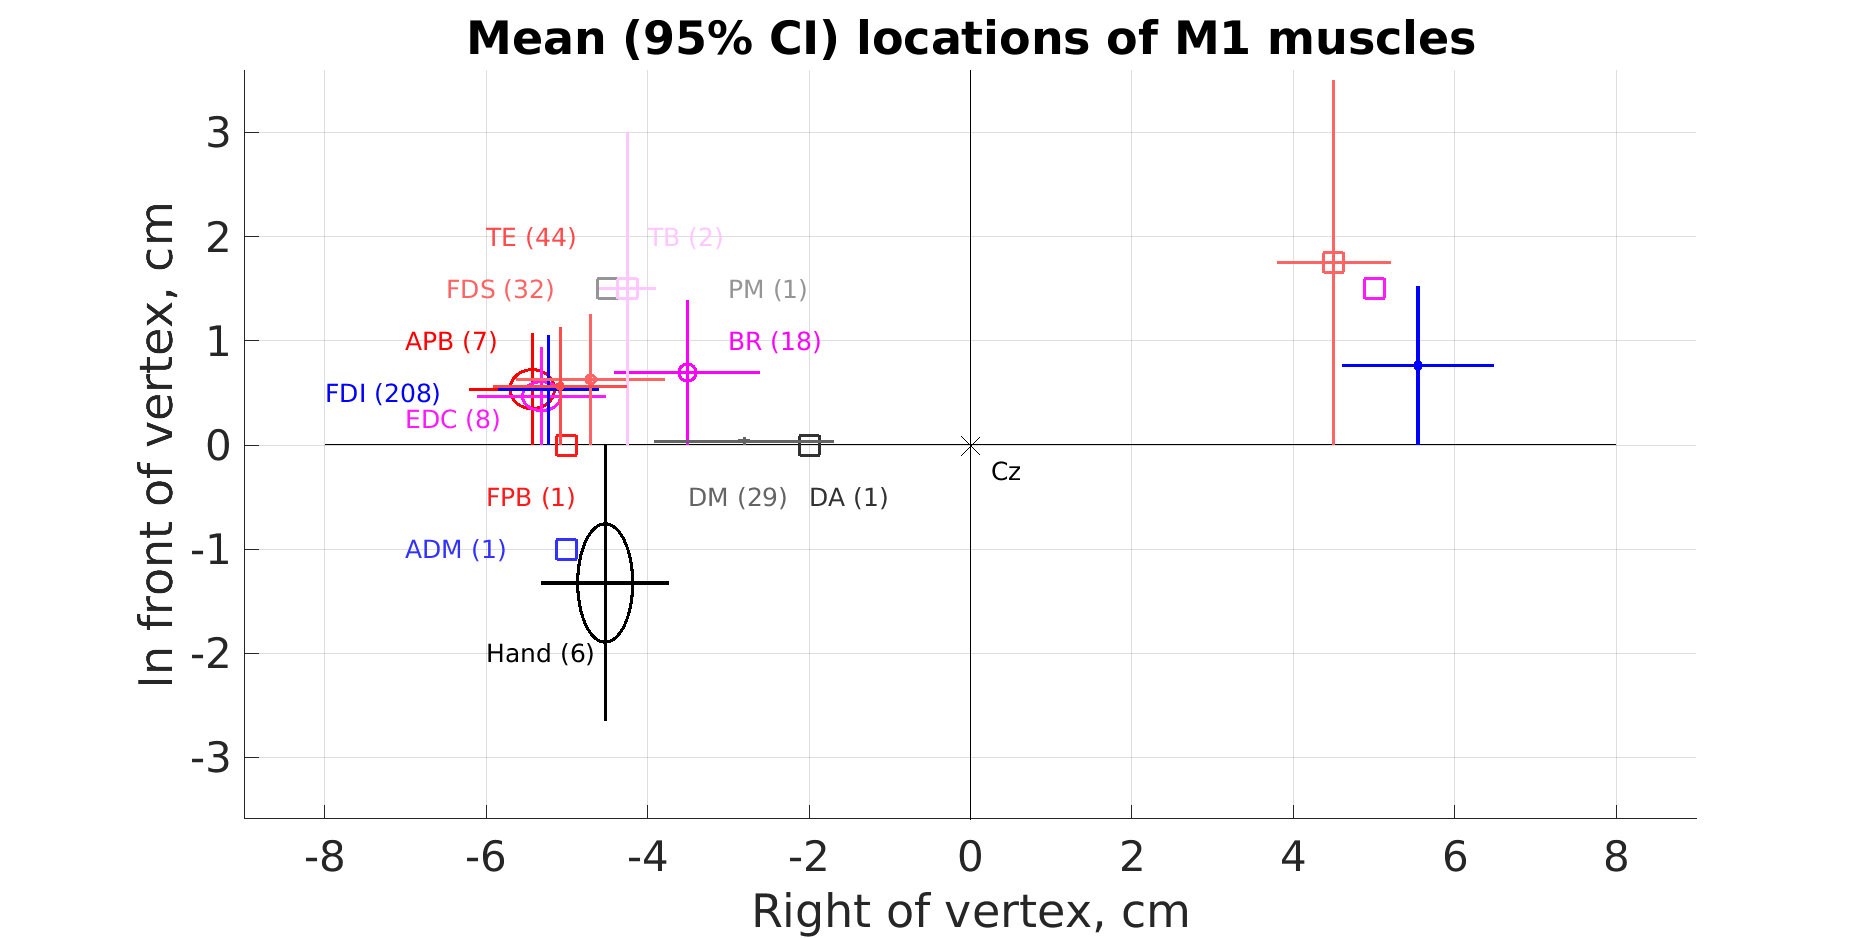 Mean (95% CI) locations of M1 muscles
In front of vertex, cm
3
2
1
0
-1
-2
-3
TE (44)
TB (2)
FDS (32)
PM (1)
APB (7)
BR (18)
FDI (208)
EDC (8)
Cz
FPB (1)
DM (29)
DA (1)
ADM (1)
Hand (6)
-8 -6 -4 -2 0 2 4 6 8
Right of vertex, cm